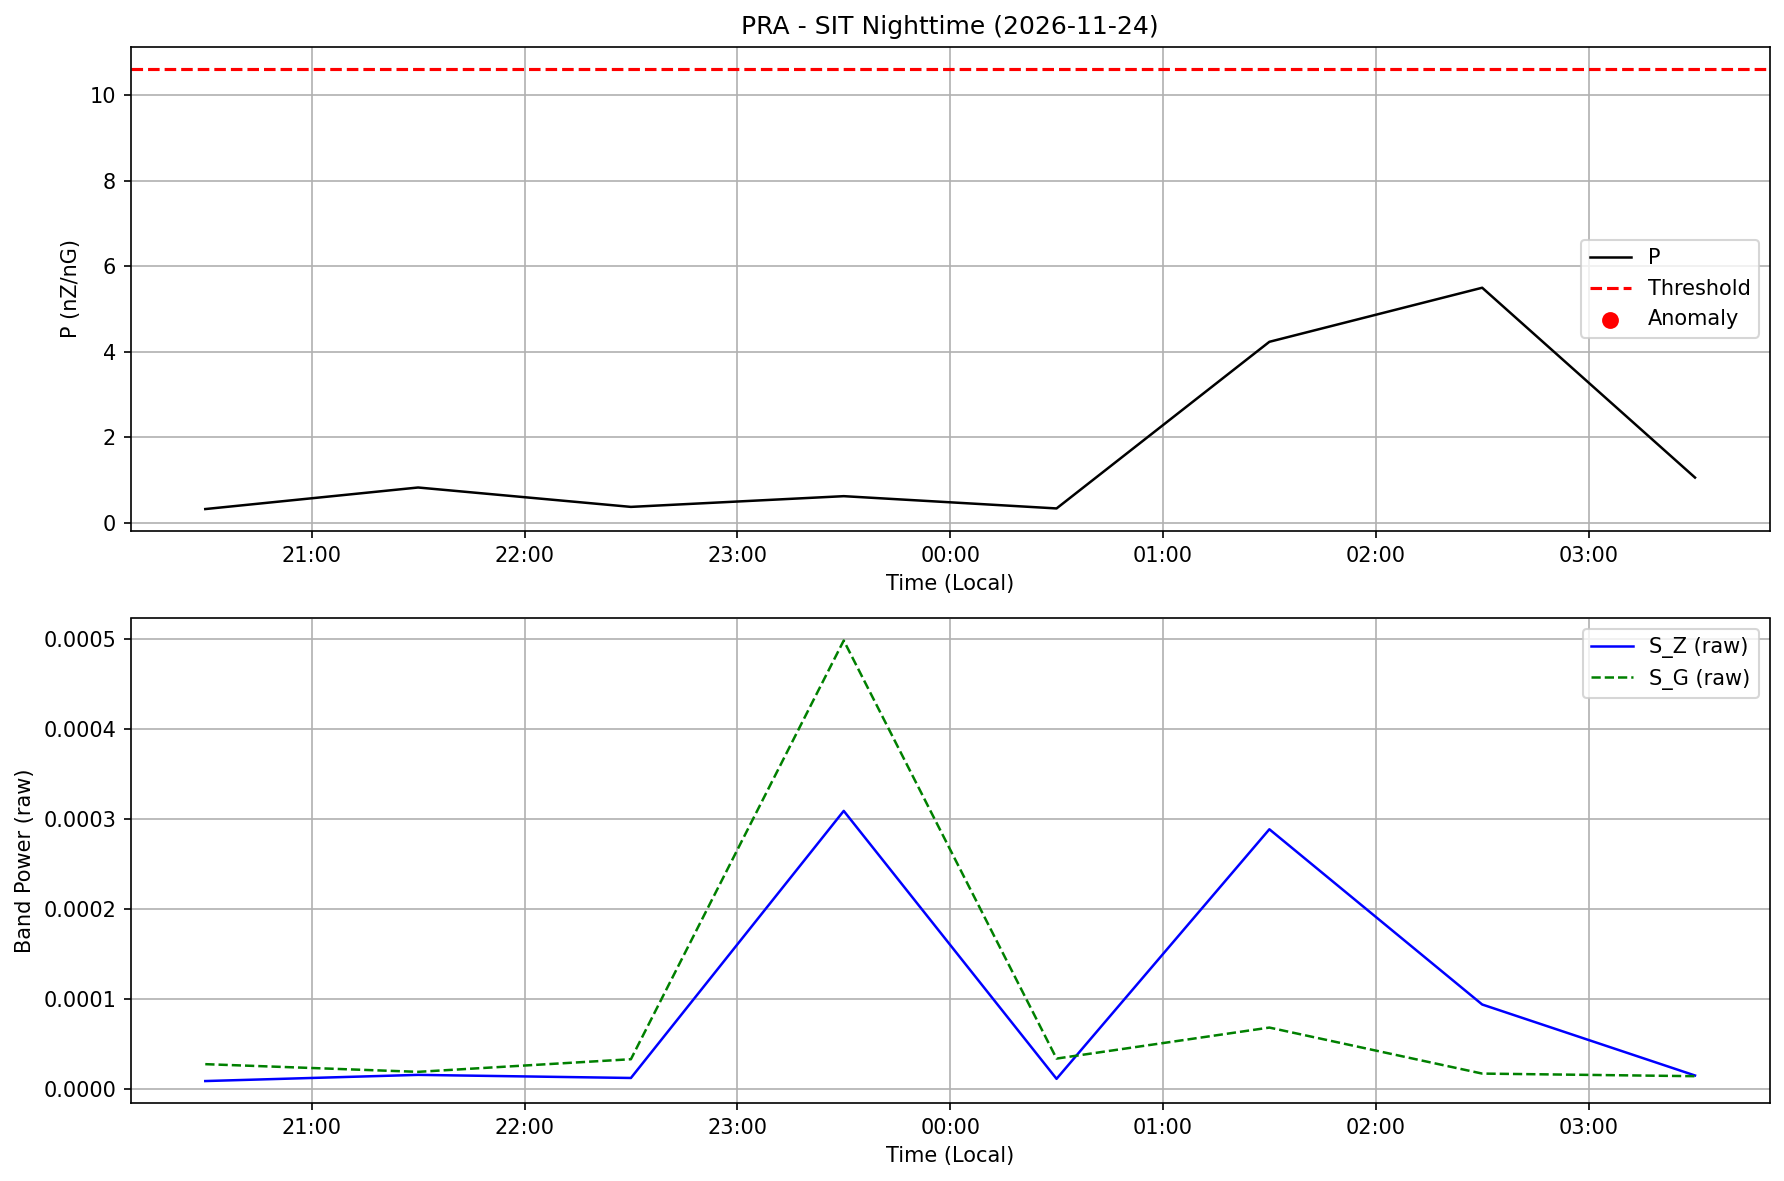 PRA - SIT Nighttime (2026-11-24)
P (nZ/nG)
10
8
6
4
2
0
P
Threshold
Anomaly
21:00 22:00 23:00 00:00 01:00 02:00 03:00
Time (Local)
Band Power (raw)
0.0005
0.0004
0.0003
0.0002
0.0001
0.0000
S_Z (raw)
S_G (raw)
21:00 22:00 23:00 00:00 01:00 02:00 03:00
Time (Local)